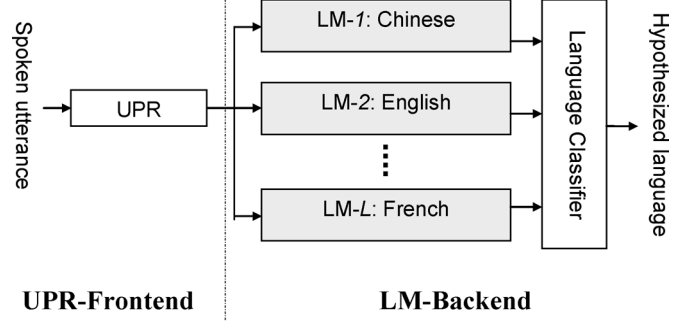 Spoken utterance
UPR
LM-1: Chinese
LM-2: English
LM-L: French
Language Classifier
Hypothesized language
UPR-Frontend
LM-Backend